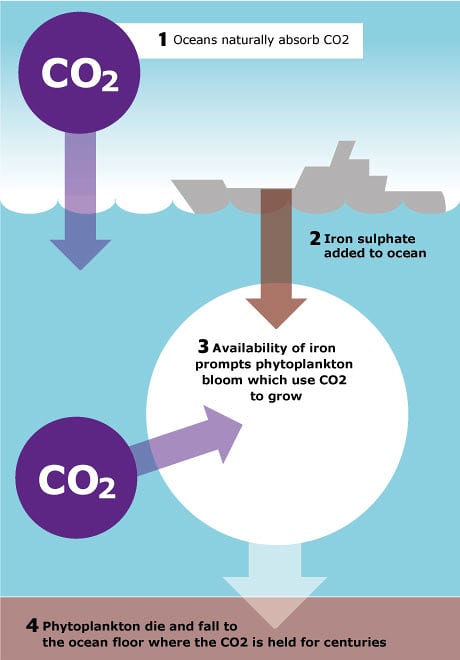 CO2
1 Oceans naturally absorb CO2
2 Iron sulphate
added to ocean
3 Availability of iron
prompts phytoplankton
bloom which use CO2
to grow
CO2
4 Phytoplankton die and fall to
the ocean floor where the CO2 is held for centuries